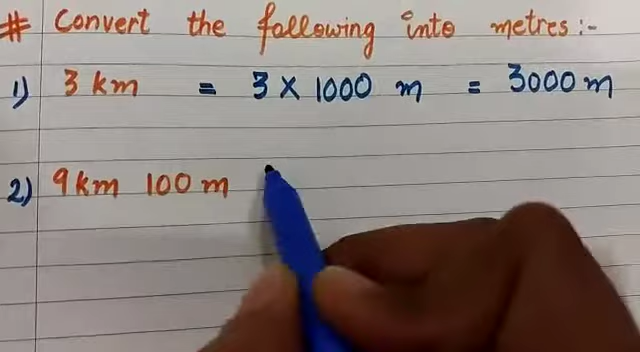 # Convert the following into metres :-
1) 3 km = 3 × 1000 m = 3000 m
2) 9 km 100 m